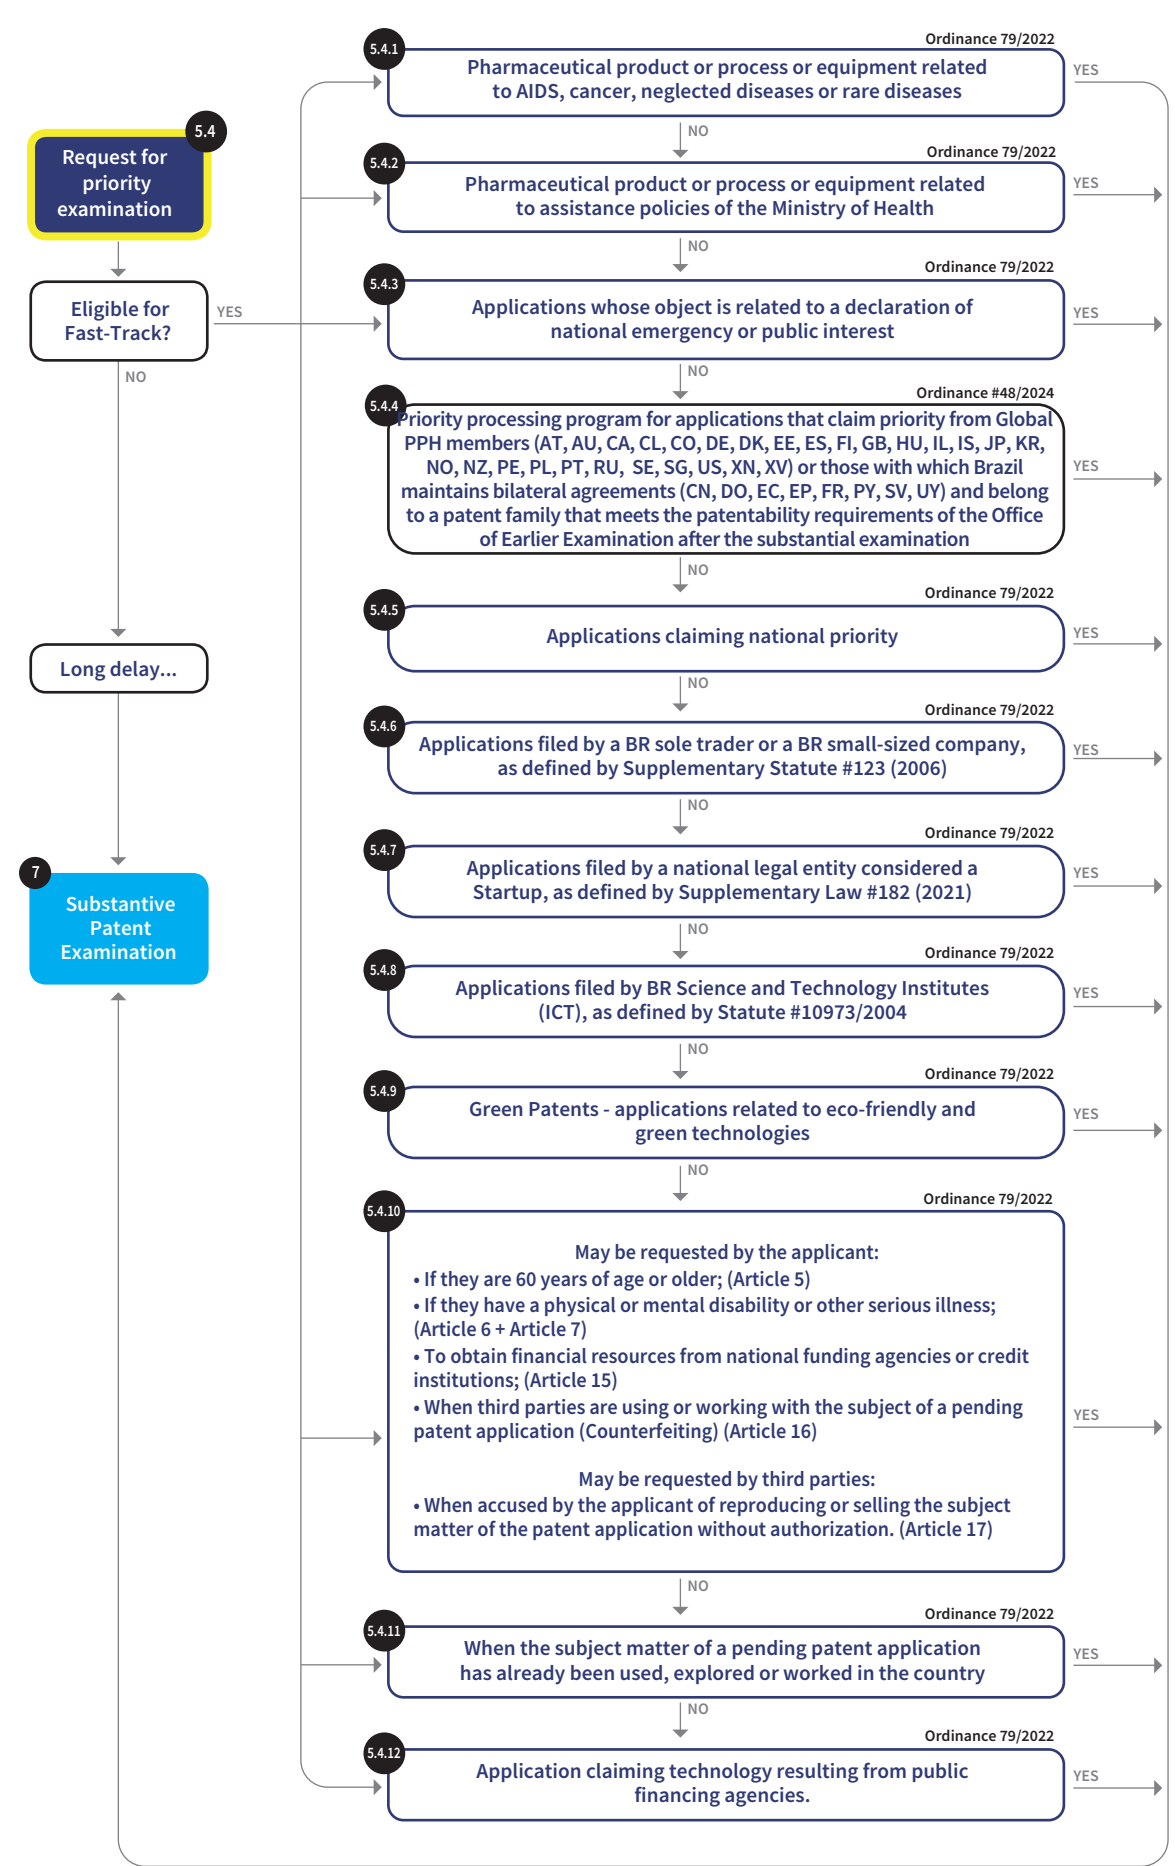 5.4
Request for
priority
examination
Eligible for
Fast-Track?
YES
NO
Long delay...
7
Substantive
Patent
Examination
5.4.1
Ordinance 79/2022
Pharmaceutical product or process or equipment related
to AIDS, cancer, neglected diseases or rare diseases
YES
NO
5.4.2
Ordinance 79/2022
Pharmaceutical product or process or equipment related
to assistance policies of the Ministry of Health
YES
NO
5.4.3
Ordinance 79/2022
Applications whose object is related to a declaration of
national emergency or public interest
YES
NO
5.4.4
Ordinance #48/2024
Priority processing program for applications that claim priority from Global
PPH members (AT, AU, CA, CL, CO, DE, DK, EE, ES, FI, GB, HU, IL, IS, JP, KR,
NO, NZ, PE, PL, PT, RU, SE, SG, US, XN, XV) or those with which Brazil
maintains bilateral agreements (CN, DO, EC, EP, FR, PY, SV, UY) and belong
to a patent family that meets the patentability requirements of the Office
of Earlier Examination after the substantial examination
YES
NO
5.4.5
Ordinance 79/2022
Applications claiming national priority
YES
NO
5.4.6
Ordinance 79/2022
Applications filed by a BR sole trader or a BR small-sized company,
as defined by Supplementary Statute #123 (2006)
YES
NO
5.4.7
Ordinance 79/2022
Applications filed by a national legal entity considered a
Startup, as defined by Supplementary Law #182 (2021)
YES
NO
5.4.8
Ordinance 79/2022
Applications filed by BR Science and Technology Institutes
(ICT), as defined by Statute #10973/2004
YES
NO
5.4.9
Ordinance 79/2022
Green Patents - applications related to eco-friendly and
green technologies
YES
NO
5.4.10
Ordinance 79/2022
May be requested by the applicant:
• If they are 60 years of age or older; (Article 5)
• If they have a physical or mental disability or other serious illness;
(Article 6 + Article 7)
• To obtain financial resources from national funding agencies or credit
institutions; (Article 15)
• When third parties are using or working with the subject of a pending
patent application (Counterfeiting) (Article 16)
May be requested by third parties:
• When accused by the applicant of reproducing or selling the subject
matter of the patent application without authorization. (Article 17)
YES
NO
5.4.11
Ordinance 79/2022
When the subject matter of a pending patent application
has already been used, explored or worked in the country
YES
NO
5.4.12
Ordinance 79/2022
Application claiming technology resulting from public
financing agencies.
YES